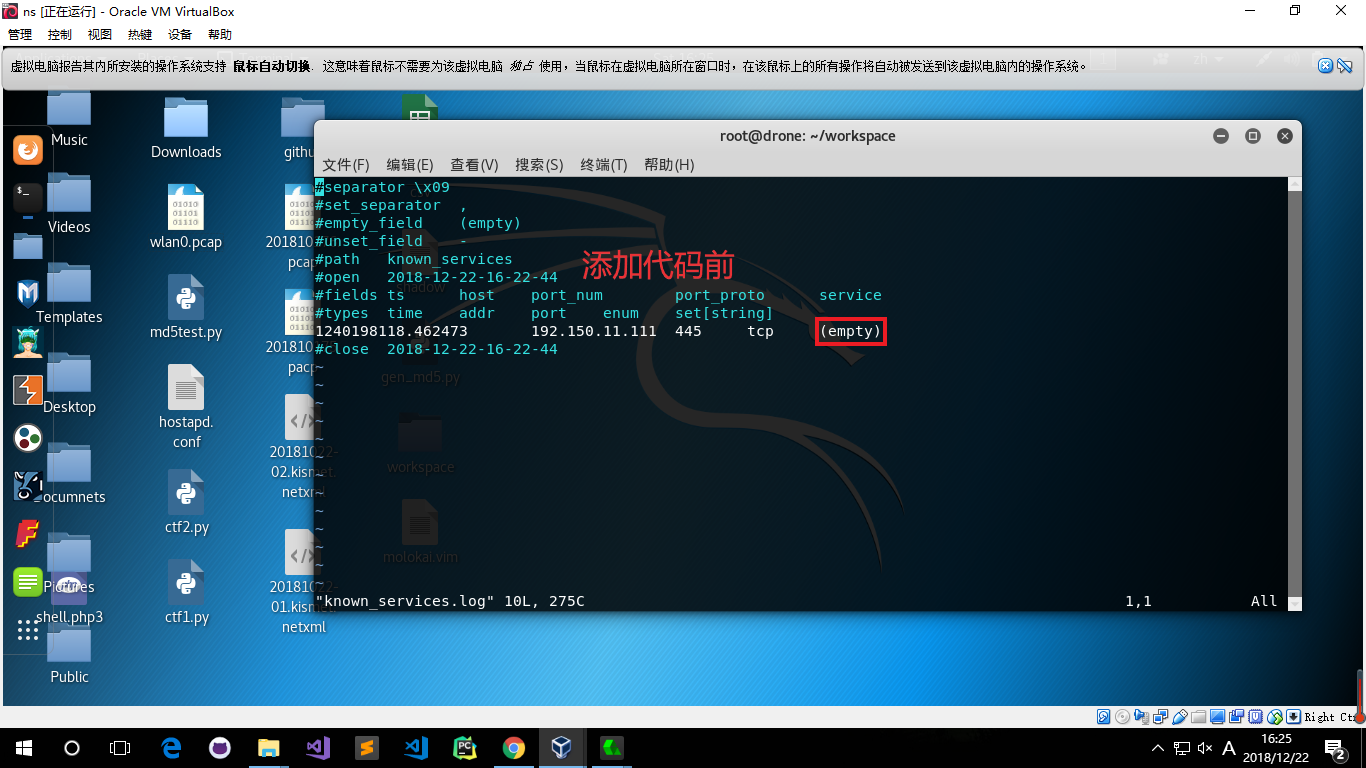 ns [正在运行] - Oracle VM VirtualBox
管理 控制 视图 热键 设备 帮助
虚拟电脑报告其内所安装的操作系统支持 鼠标自动切换. 这意味着鼠标不需要为该虚拟电脑 独占 使用，当鼠标在虚拟电脑所在窗口时，在该鼠标上的所有操作将自动被发送到该虚拟电脑内的操作系统。
Music
Downloads
githu
Videos
wlan0.pcap
201810
pcap
Templates
md5test.py
201810
pacp
Desktop
hostapd.
conf
20181022-
02.kismet.
netxml
Documnets
ctf2.py
Pictures
shell.php3
ctf1.py
20181022-
01.kismet.
netxml
Public
shadow
gen_md5.py
workspace
molokai.vim
root@drone: ~/workspace
文件(F) 编辑(E) 查看(V) 搜索(S) 终端(T) 帮助(H)
#separator \x09
#set_separator ,
#empty_field (empty)
#unset_field -
#path known_services
#open 2018-12-22-16-22-44
#fields ts host port_num port_proto service
#types time addr port enum set[string]
1240198118.462473 192.150.11.111 445 tcp (empty)
#close 2018-12-22-16-22-44
~
~
~
~
~
~
~
~
~
~
~
~
~
"known_services.log" 10L, 275C 1,1 All
添加代码前
Right Ctr
A
16:25
2018/12/22
2